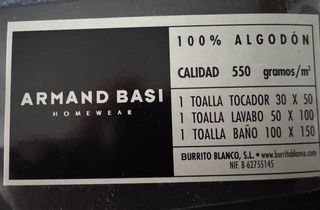 ARMAND BASI
HOMEWEAR
100% ALGODÓN
CALIDAD 550 gramos/m²
1 TOALLA TOCADOR 30 X 50
1 TOALLA LAVABO 50 X 100
1 TOALLA BAÑO 100 X 150
BURRITO BLANCO, S.L. • www.burritoblanco.com
NIF. B-62755145